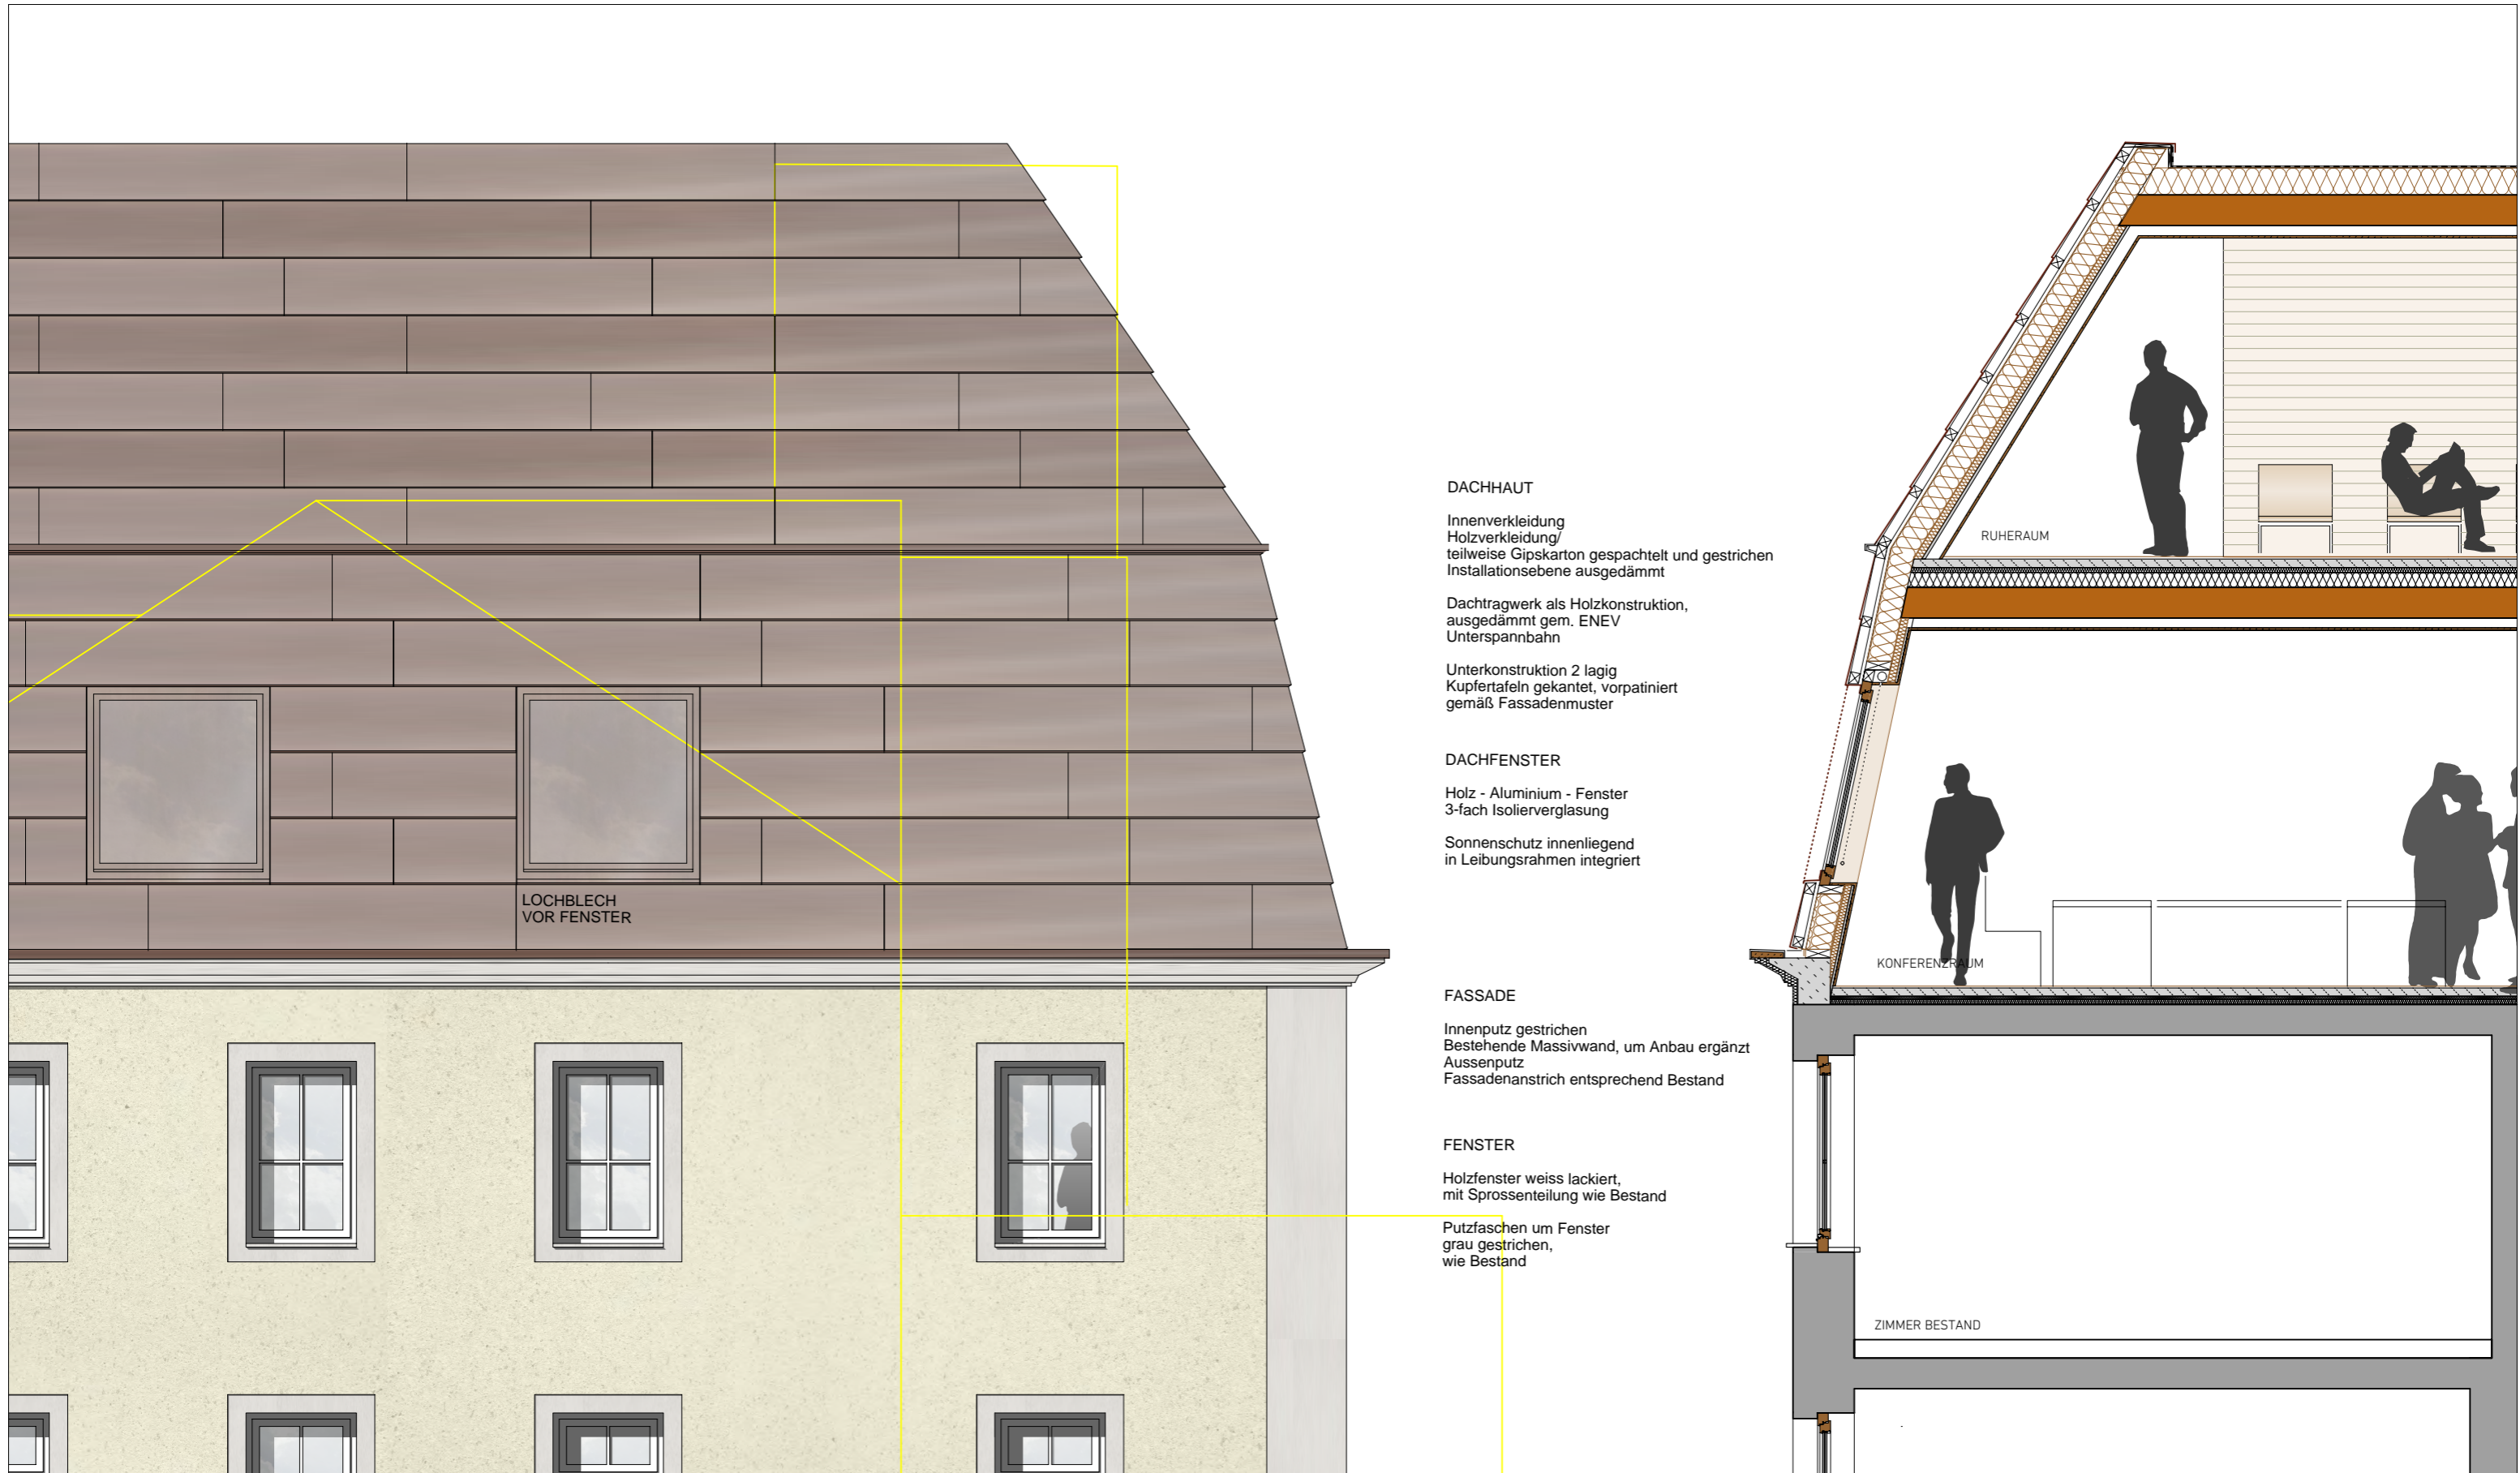 DACHHAUT
Innenverkleidung
Holzverkleidung/
teilweise Gipskarton gespachtelt und gestrichen
Installationsebene ausgedämmt
Dachtragwerk als Holzkonstruktion,
ausgedämmt gem. ENEV
Unterspannbahn
Unterkonstruktion 2 lagig
Kupfertafeln gekantet, vorpatiniert
gemäß Fassadenmuster
DACHFENSTER
Holz - Aluminium - Fenster
3-fach Isolierverglasung
Sonnenschutz innenliegend
in Leibungsrahmen integriert
LOCHBLECH
VOR FENSTER
FASSADE
Innenputz gestrichen
Bestehende Massivwand, um Anbau ergänzt
Aussenputz
Fassadenanstrich entsprechend Bestand
FENSTER
Holzfenster weiss lackiert,
mit Sprossenteilung wie Bestand
Putzfaschen um Fenster
grau gestrichen,
wie Bestand
RUHERAUM
KONFERENZRAUM
ZIMMER BESTAND